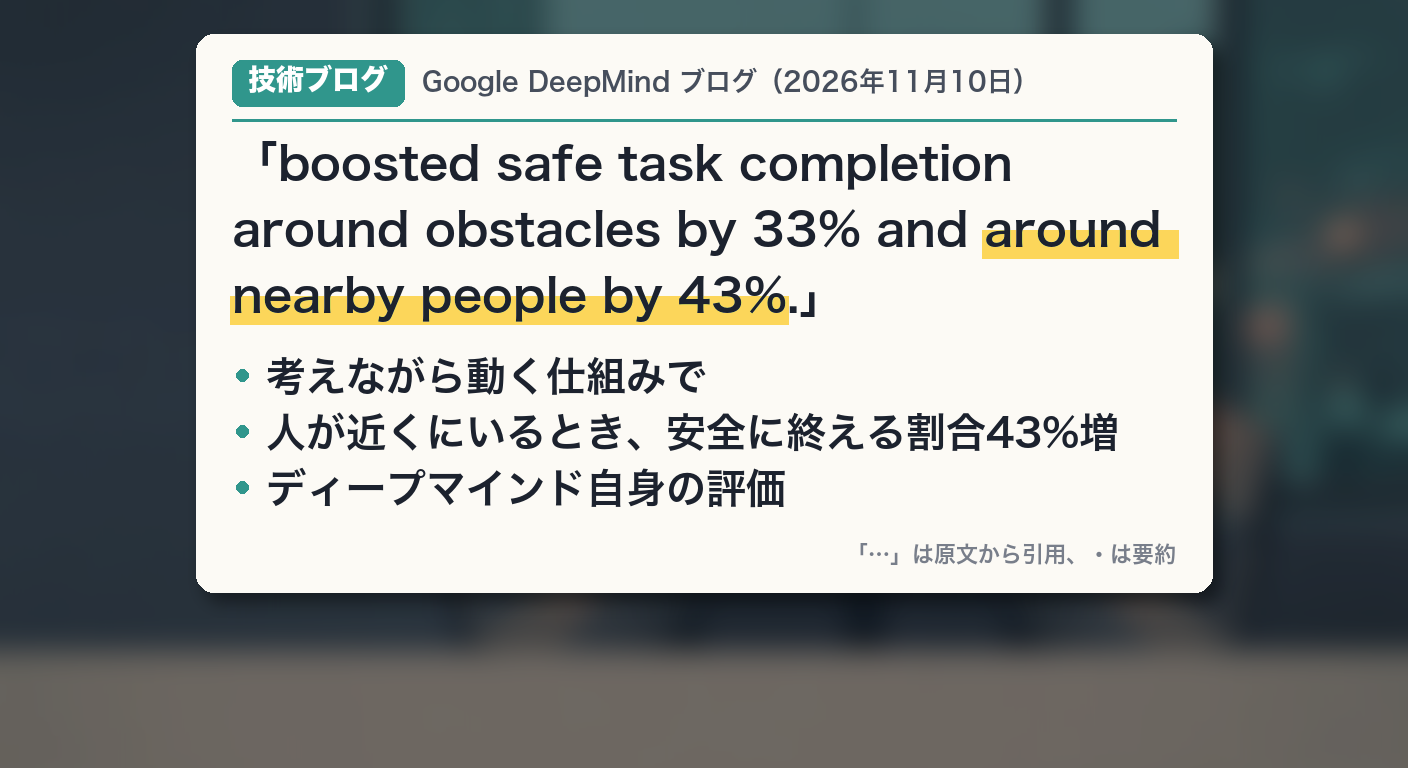 技術ブログ Google DeepMind ブログ（2026年11月10日）
「boosted safe task completion
around obstacles by 33% and around
nearby people by 43%.」
• 考えながら動く仕組みで
• 人が近くにいるとき、安全に終える割合43%増
• ディープマインド自身の評価
「…」は原文から引用、・は要約